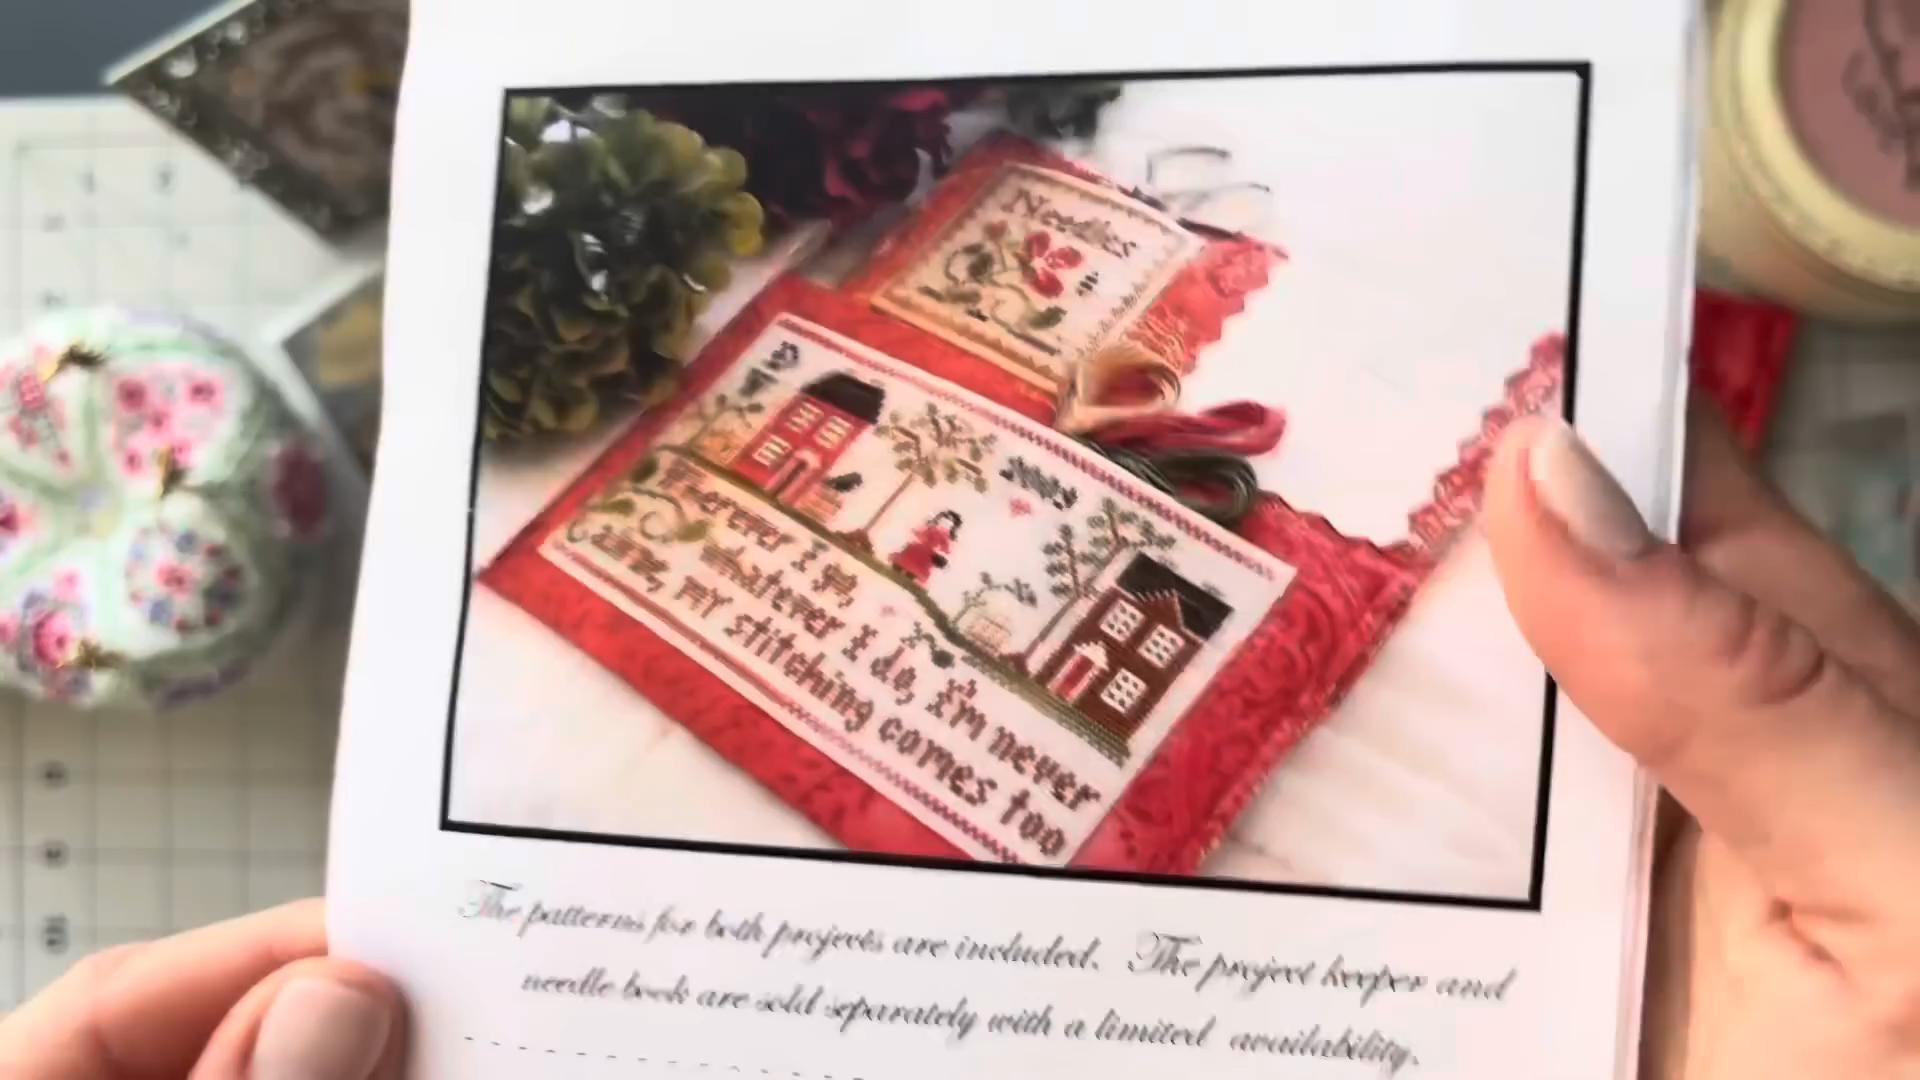 Needles
Wherever I go,
whatever I do, I'm never
alone, my stitching comes too
The patterns for both projects are included. The project keeper and
needle book are sold separately with a limited availability.